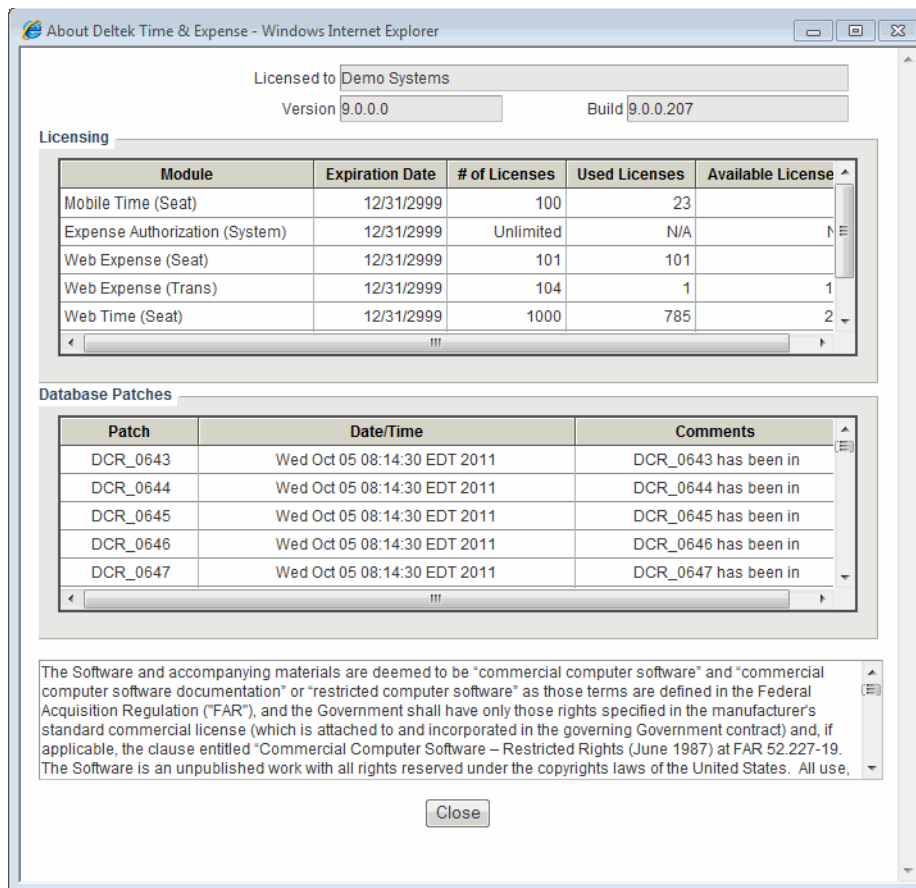 About Deltek Time & Expense - Windows Internet Explorer
Licensed to Demo Systems
Version 9.0.0.0 Build 9.0.0.207
Licensing
Module Expiration Date # of Licenses Used Licenses Available License
Mobile Time (Seat) 12/31/2999 100 23
Expense Authorization (System) 12/31/2999 Unlimited N/A
Web Expense (Seat) 12/31/2999 101 101
Web Expense (Trans) 12/31/2999 104 1 1
Web Time (Seat) 12/31/2999 1000 785 2
Database Patches
Patch Date/Time Comments
DCR_0643 Wed Oct 05 08:14:30 EDT 2011 DCR_0643 has been in
DCR_0644 Wed Oct 05 08:14:30 EDT 2011 DCR_0644 has been in
DCR_0645 Wed Oct 05 08:14:30 EDT 2011 DCR_0645 has been in
DCR_0646 Wed Oct 05 08:14:30 EDT 2011 DCR_0646 has been in
DCR_0647 Wed Oct 05 08:14:30 EDT 2011 DCR_0647 has been in
The Software and accompanying materials are deemed to be “commercial computer software” and “commercial
computer software documentation” or “restricted computer software” as those terms are defined in the Federal
Acquisition Regulation ("FAR"), and the Government shall have only those rights specified in the manufacturer's
standard commercial license (which is attached to and incorporated in the governing Government contract) and, if
applicable, the clause entitled “Commercial Computer Software – Restricted Rights (June 1987) at FAR 52.227-19.
The Software is an unpublished work with all rights reserved under the copyrights laws of the United States. All use,
Close